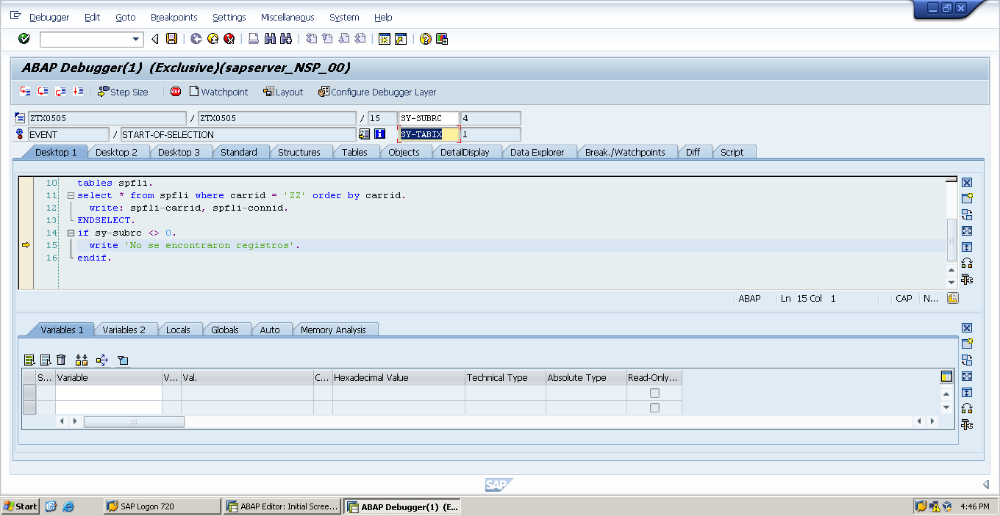 Debugger Edit Goto Breakpoints Settings Miscellaneous System Help
ABAP Debugger(1) (Exclusive)(sapserver_NSP_00)
Step Size STOP Watchpoint Layout Configure Debugger Layer
ZTX0505 / ZTX0505 / 15 SY-SUBRC 4
EVENT / START-OF-SELECTION SY-TABIX 1
Desktop 1 Desktop 2 Desktop 3 Standard Structures Tables Objects DetailDisplay Data Explorer Break./Watchpoints Diff Script
10 tables spfli.
11 select * from spfli where carrid = 'ZZ' order by carrid.
12 write: spfli-carrid, spfli-connid.
13 ENDSELECT.
14 if sy-subrc <> 0.
15 write 'No se encontraron registros'.
16 endif.
ABAP Ln 15 Col 1 CAP N...
Variables 1 Variables 2 Locals Globals Auto Memory Analysis
S... Variable V... Val. C... Hexadecimal Value Technical Type Absolute Type Read-Only...
SAP
Start SAP Logon 720 ABAP Editor: Initial Scree... ABAP Debugger(1) (E... 4:46 PM